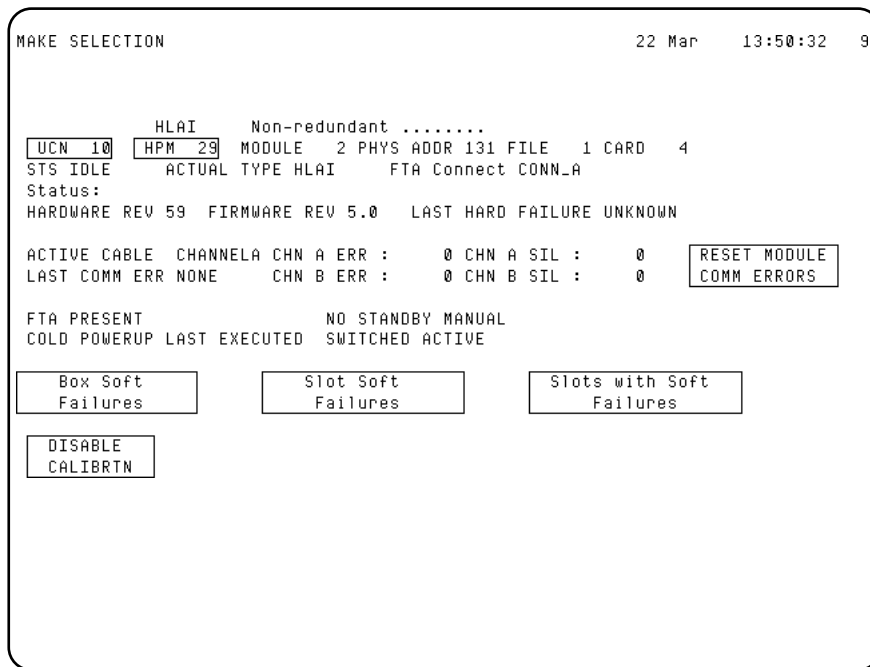 MAKE SELECTION 22 Mar 13:50:32 9
HLAI Non-redundant ........
UCN 10 HPM 29 MODULE 2 PHYS ADDR 131 FILE 1 CARD 4
STS IDLE ACTUAL TYPE HLAI FTA Connect CONN_A
Status:
HARDWARE REV 59 FIRMWARE REV 5.0 LAST HARD FAILURE UNKNOWN
ACTIVE CABLE CHANNELA CHN A ERR : 0 CHN A SIL : 0 RESET MODULE
LAST COMM ERR NONE CHN B ERR : 0 CHN B SIL : 0 COMM ERRORS
FTA PRESENT NO STANDBY MANUAL
COLD POWERUP LAST EXECUTED SWITCHED ACTIVE
Box Soft Slot Soft Slots with Soft
Failures Failures Failures
DISABLE
CALIBRTN